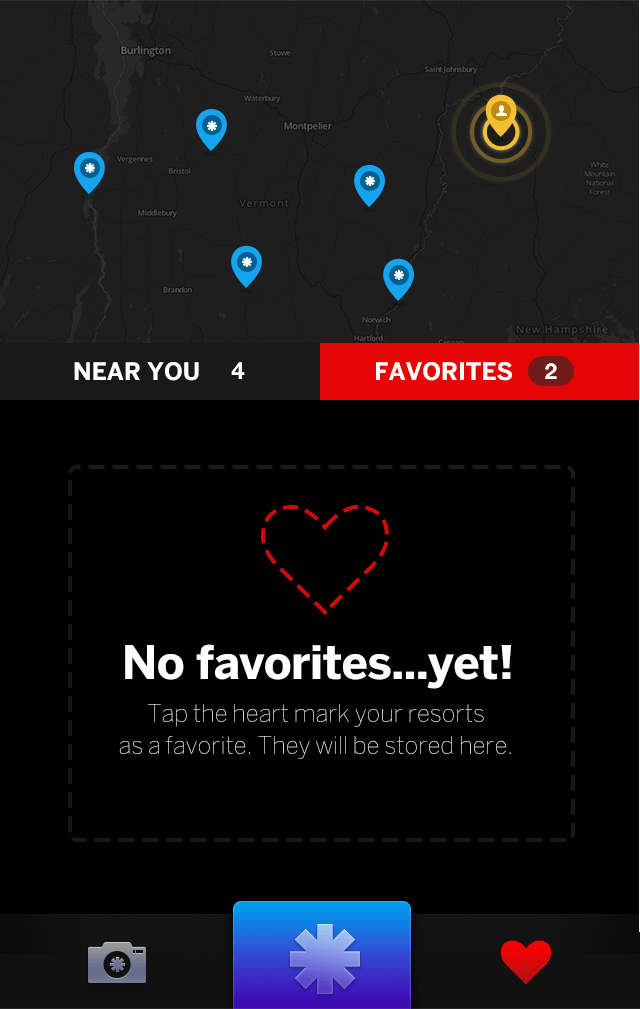 Burlington
Stowe
Saint Johnsbury
Waterbury
Montpelier
Vergennes
Bristol
White
Mountain
National
Forest
Vermont
Middlebury
Brandon
Norwich
New Hampshire
Hartford
NEAR YOU 4
FAVORITES 2
No favorites...yet!
Tap the heart mark your resorts
as a favorite. They will be stored here.